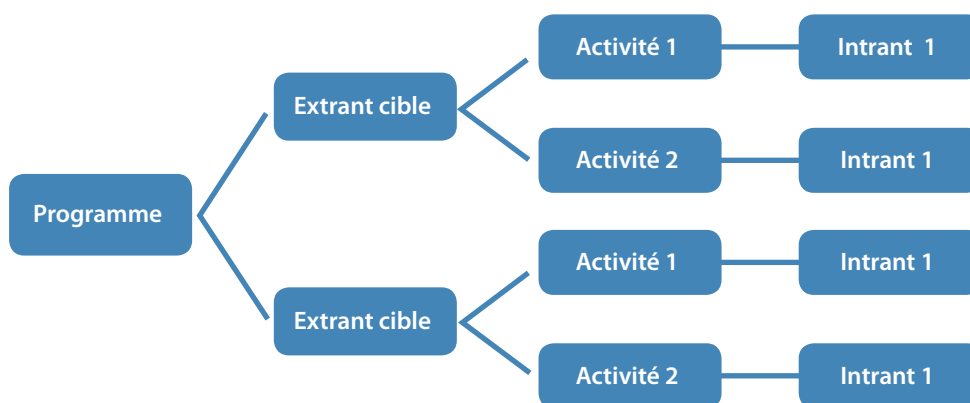 Programme
Extrant cible
Activité 1
Intrant  1
Activité 2
Intrant 1
Extrant cible
Activité 1
Intrant 1
Activité 2
Intrant 1